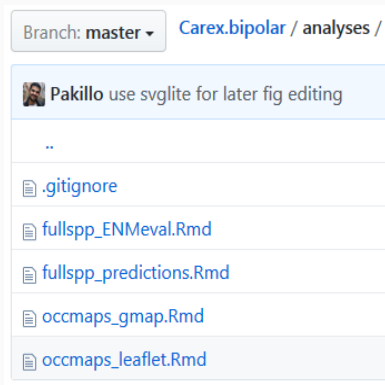 Branch: master Carex.bipolar / analyses /
Pakillo use svglite for later fig editing
..
.gitignore
fullspp_ENMeval.Rmd
fullspp_predictions.Rmd
occmaps_gmap.Rmd
occmaps_leaflet.Rmd